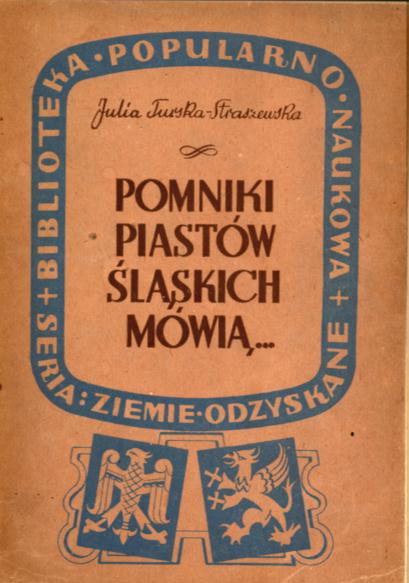 BIBLIOTEKA · POPULARNO · NAUKOWA
Julia Turska-Straszewska
POMNIKI
PIASTÓW
ŚLĄSKICH
MÓWIĄ...
SERIA: ZIEMIE · ODZYSKANE